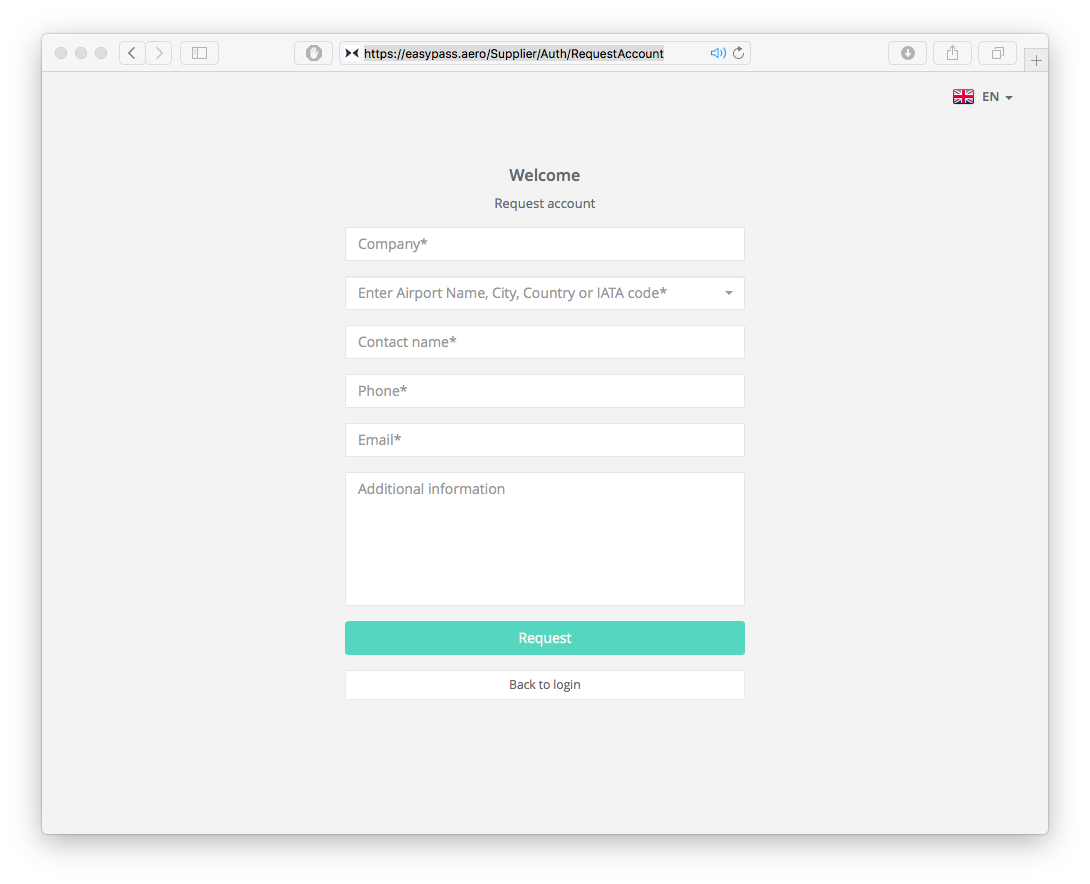 https://easypass.aero/Supplier/Auth/RequestAccount
EN
Welcome
Request account
Company*
Enter Airport Name, City, Country or IATA code*
Contact name*
Phone*
Email*
Additional information
Request
Back to login